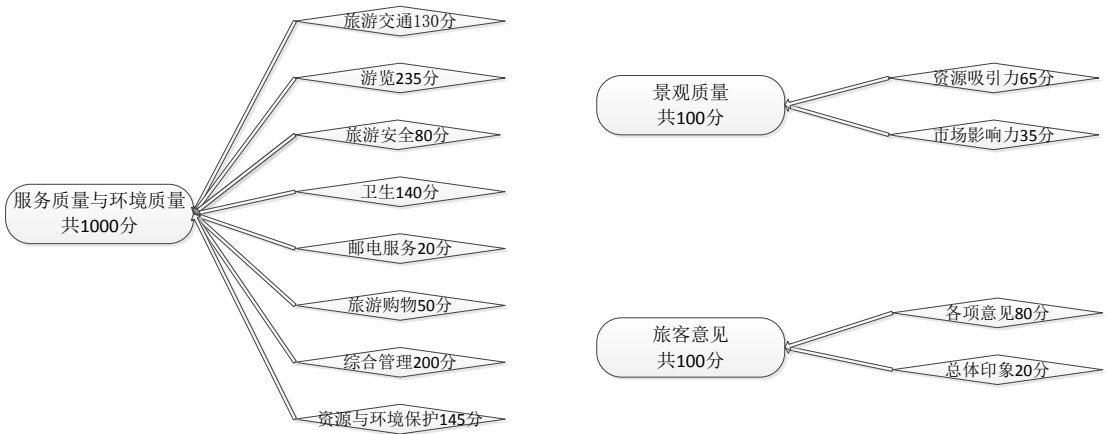 服务质量与环境质量
共1000分
旅游交通130分
游览235分
旅游安全80分
卫生140分
邮电服务20分
旅游购物50分
综合管理200分
资源与环境保护145分
景观质量
共100分
资源吸引力65分
市场影响力35分
旅客意见
共100分
各项意见80分
总体印象20分